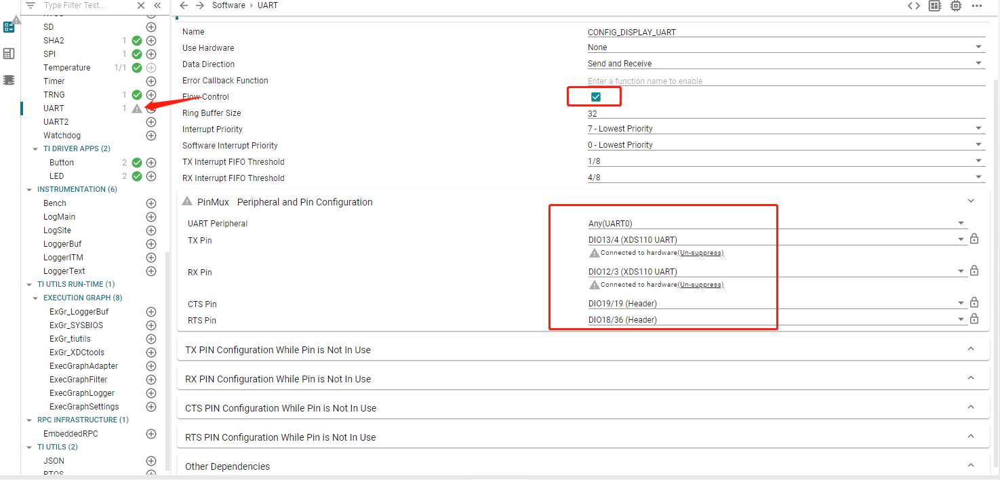 Type Filter Text...
SD
SHA2 1
SPI 1
Temperature 1/1
Timer
TRNG 1
UART 1
UART2
Watchdog
TI DRIVER APPS (2)
Button 2
LED 2
INSTRUMENTATION (6)
Bench
LogMain
LogSite
LoggerBuf
LoggerITM
LoggerText
TI UTILS RUN-TIME (1)
EXECUTION GRAPH (8)
ExGr_LoggerBuf
ExGr_SYSBIOS
ExGr_tiutils
ExGr_XDCtools
ExecGraphAdapter
ExecGraphFilter
ExecGraphLogger
ExecGraphSettings
RPC INFRASTRUCTURE (1)
EmbeddedRPC
TI UTILS (2)
JSON
RTOS
Software › UART
Name CONFIG_DISPLAY_UART
Use Hardware None
Data Direction Send and Receive
Error Callback Function Enter a function name to enable
Flow Control
Ring Buffer Size 32
Interrupt Priority 7 - Lowest Priority
Software Interrupt Priority 0 - Lowest Priority
TX Interrupt FIFO Threshold 1/8
RX Interrupt FIFO Threshold 4/8
PinMux Peripheral and Pin Configuration
UART Peripheral Any(UART0)
TX Pin DIO13/4 (XDS110 UART)
Connected to hardware(Un-suppress)
RX Pin DIO12/3 (XDS110 UART)
Connected to hardware(Un-suppress)
CTS Pin DIO19/19 (Header)
RTS Pin DIO18/36 (Header)
TX PIN Configuration While Pin is Not In Use
RX PIN Configuration While Pin is Not In Use
CTS PIN Configuration While Pin is Not In Use
RTS PIN Configuration While Pin is Not In Use
Other Dependencies